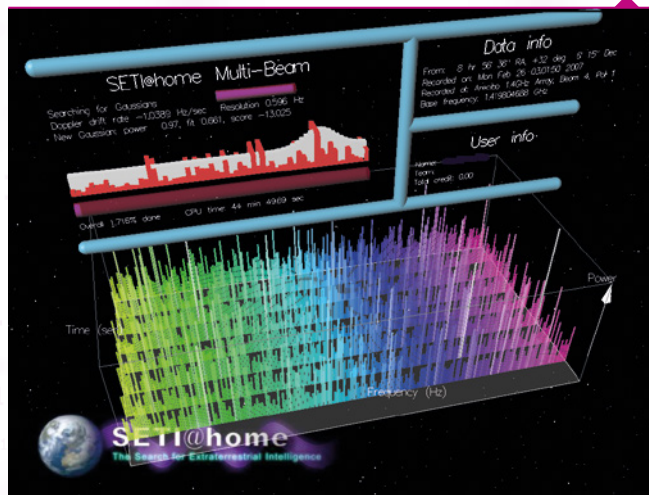 SETI@home Multi-Beam
Searching for Gaussians
Doppler drift rate -1.0389 Hz/sec Resolution 0.596 Hz
New Gaussian: power 0.97, fit 0.661, score -13.025
Overall 1.716% done CPU time: 44 min 49.69 sec
Data info
From: 8 hr 56' 36" RA, +32 deg 5' 15" Dec
Recorded on: Mon Feb 26 03:01:50 2007
Recorded at: Arecibo 1.4GHz Array, Beam 4, Pol 1
Base frequency: 1.419804688 GHz
User info
Name:
Team:
Total credit: 0.00
Power
Time (sec)
Frequency (Hz)
SETI@home
The Search for Extraterrestrial Intelligence